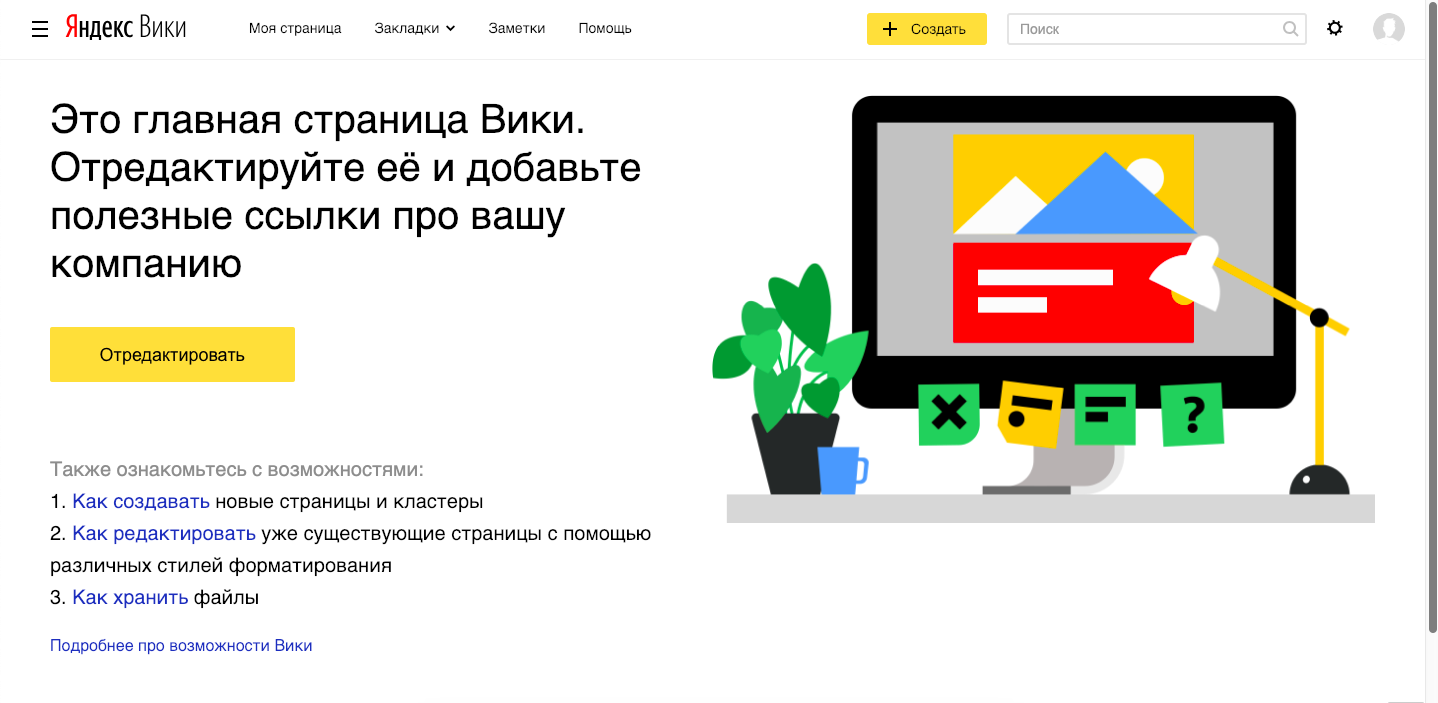 Яндекс Вики
Моя страница
Закладки
Заметки
Помощь
Создать
Поиск
Это главная страница Вики.
Отредактируйте её и добавьте
полезные ссылки про вашу
компанию
Отредактировать
Также ознакомьтесь с возможностями:
1. Как создавать новые страницы и кластеры
2. Как редактировать уже существующие страницы с помощью
различных стилей форматирования
3. Как хранить файлы
Подробнее про возможности Вики
?